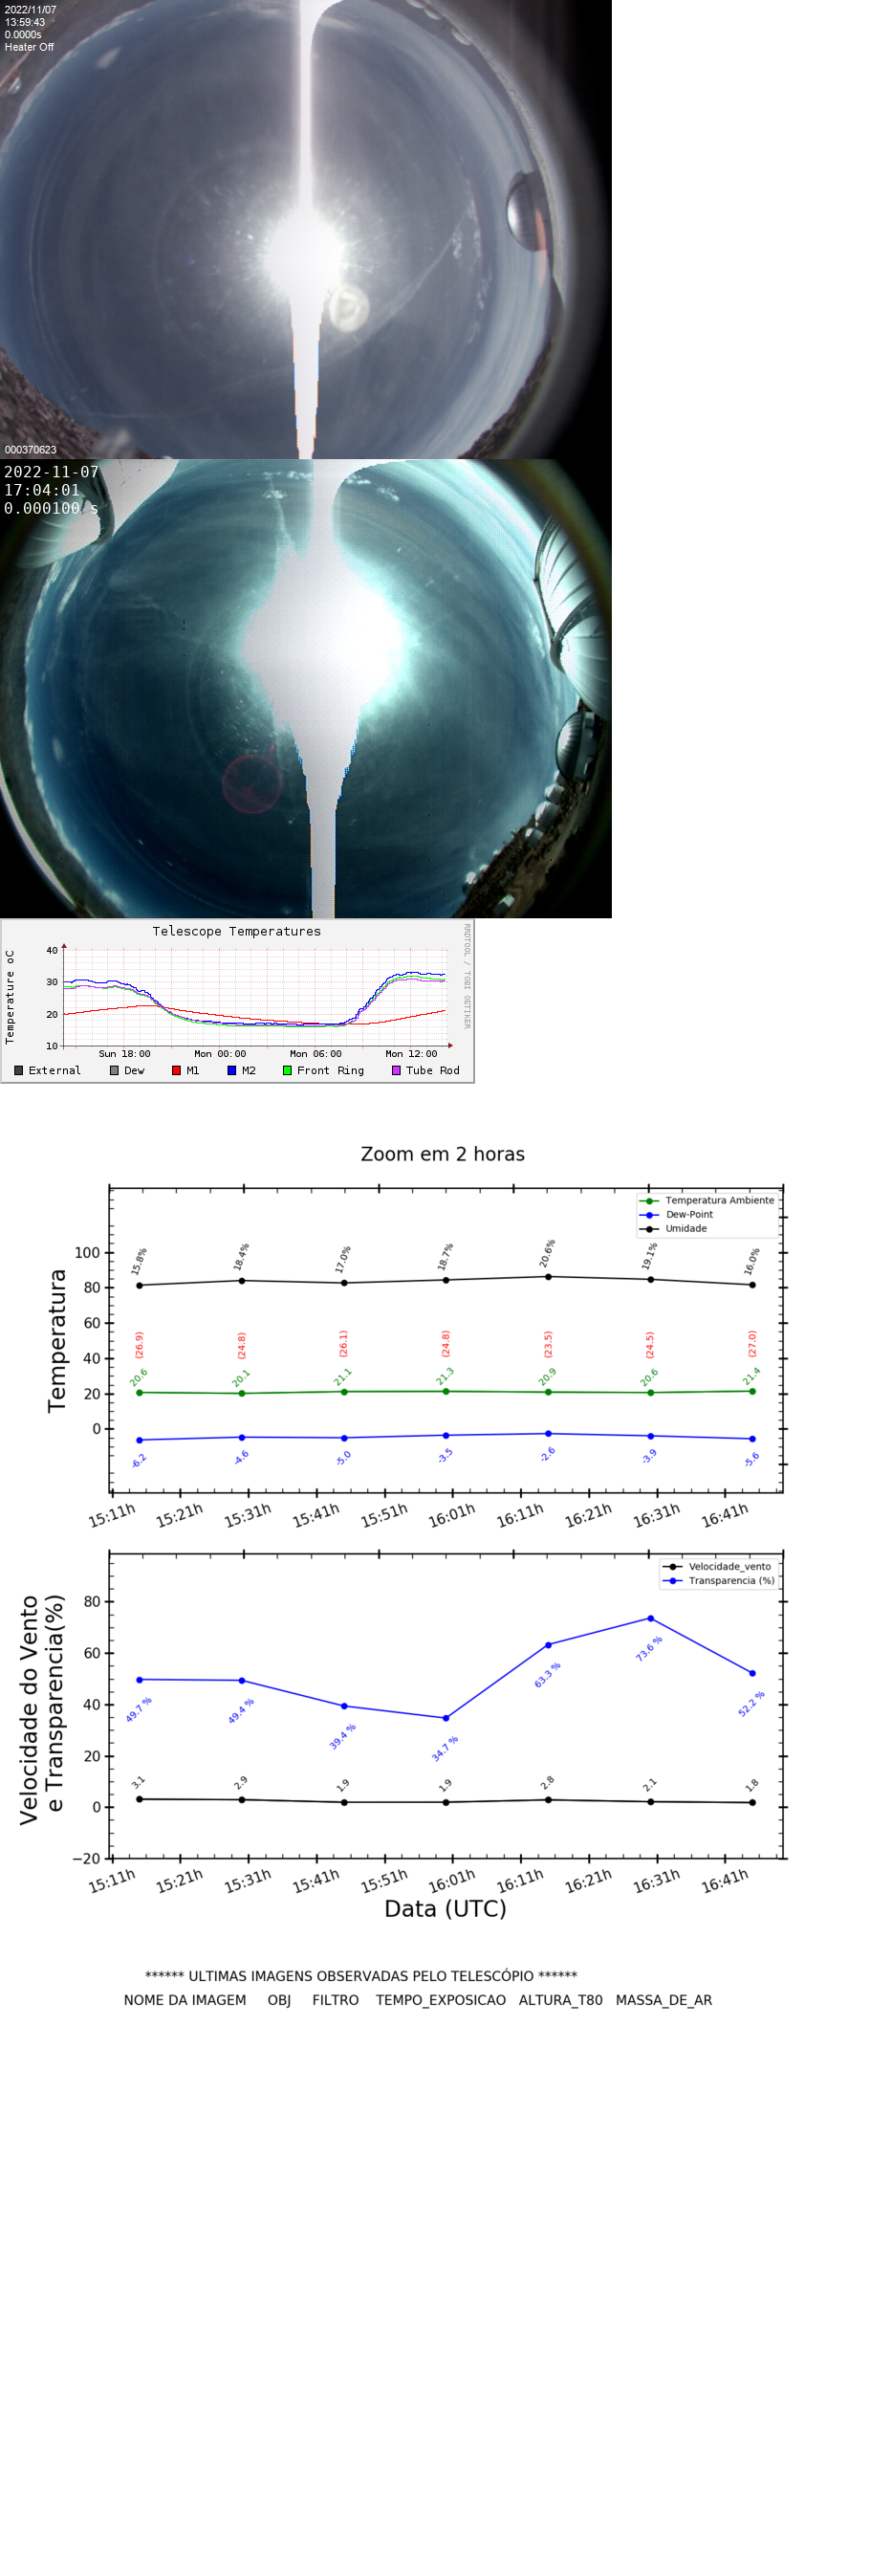 2022/11/07
13:59:43
0.0000s
Heater Off
000370623
2022-11-07
17:04:01
0.000100 s
Telescope Temperatures
RRDTOOL / TOBI OETIKER
Temperature oC
40
30
20
10
Sun 18:00 Mon 00:00 Mon 06:00 Mon 12:00
External Dew M1 M2 Front Ring Tube Rod
Zoom em 2 horas
Temperatura Ambiente
Dew-Point
Umidade
Temperatura
100
80
60
40
20
0
15.8% 18.4% 17.0% 18.7% 20.6% 19.1% 16.0%
(26.9) (24.8) (26.1) (24.8) (23.5) (24.5) (27.0)
20.6 20.1 21.1 21.3 20.9 20.6 21.4
-6.2 -4.6 -5.0 -3.5 -2.6 -3.9 -5.6
15:11h 15:21h 15:31h 15:41h 15:51h 16:01h 16:11h 16:21h 16:31h 16:41h
Velocidade_vento
Transparencia (%)
Velocidade do Vento
e Transparencia(%)
80
60
40
20
0
−20
49.7 % 49.4 % 39.4 % 34.7 % 63.3 % 73.6 % 52.2 %
3.1 2.9 1.9 1.9 2.8 2.1 1.8
15:11h 15:21h 15:31h 15:41h 15:51h 16:01h 16:11h 16:21h 16:31h 16:41h
Data (UTC)
****** ULTIMAS IMAGENS OBSERVADAS PELO TELESCÓPIO ******
NOME DA IMAGEM OBJ FILTRO TEMPO_EXPOSICAO ALTURA_T80 MASSA_DE_AR